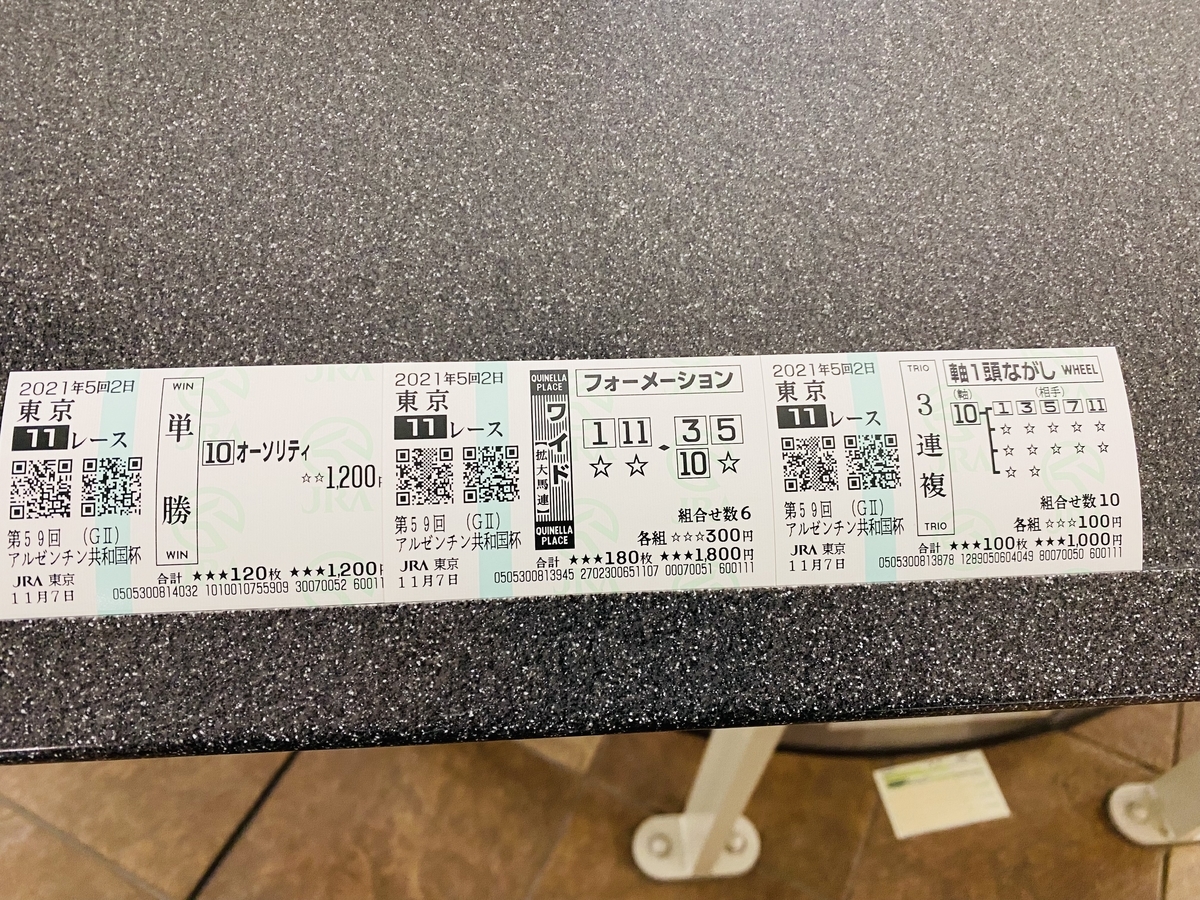 2021年5回2日
東京
11レース
第59回 (GⅡ)
アルゼンチン共和国杯
JRA 東京
11月7日
WIN
単勝
WIN
10 オーソリティ
☆☆1,200円
合計 ★★★120枚 ★★★1,200円
0505300814032 1010010755909 30070052 60011
2021年5回2日
東京
11レース
第59回 (GⅡ)
アルゼンチン共和国杯
JRA 東京
11月7日
QUINELLA PLACE
ワイド
[拡大馬連]
QUINELLA PLACE
フォーメーション
1 11 ・ 3 5
☆ ☆ 10 ☆
組合せ数6
各組 ☆☆☆300円
合計 ★★★180枚 ★★★1,800円
0505300813945 2702300651107 00070051 600111
2021年5回2日
東京
11レース
第59回 (GⅡ)
アルゼンチン共和国杯
JRA 東京
11月7日
TRIO
3連複
TRIO
軸1頭ながし WHEEL
(軸) (相手)
10 1 3 5 7 11
☆ ☆ ☆ ☆ ☆
☆ ☆ ☆ ☆ ☆
☆ ☆
組合せ数10
各組 ☆☆☆100円
合計 ★★★100枚 ★★★1,000円
0505300813878 1289050604049 80070050 600111